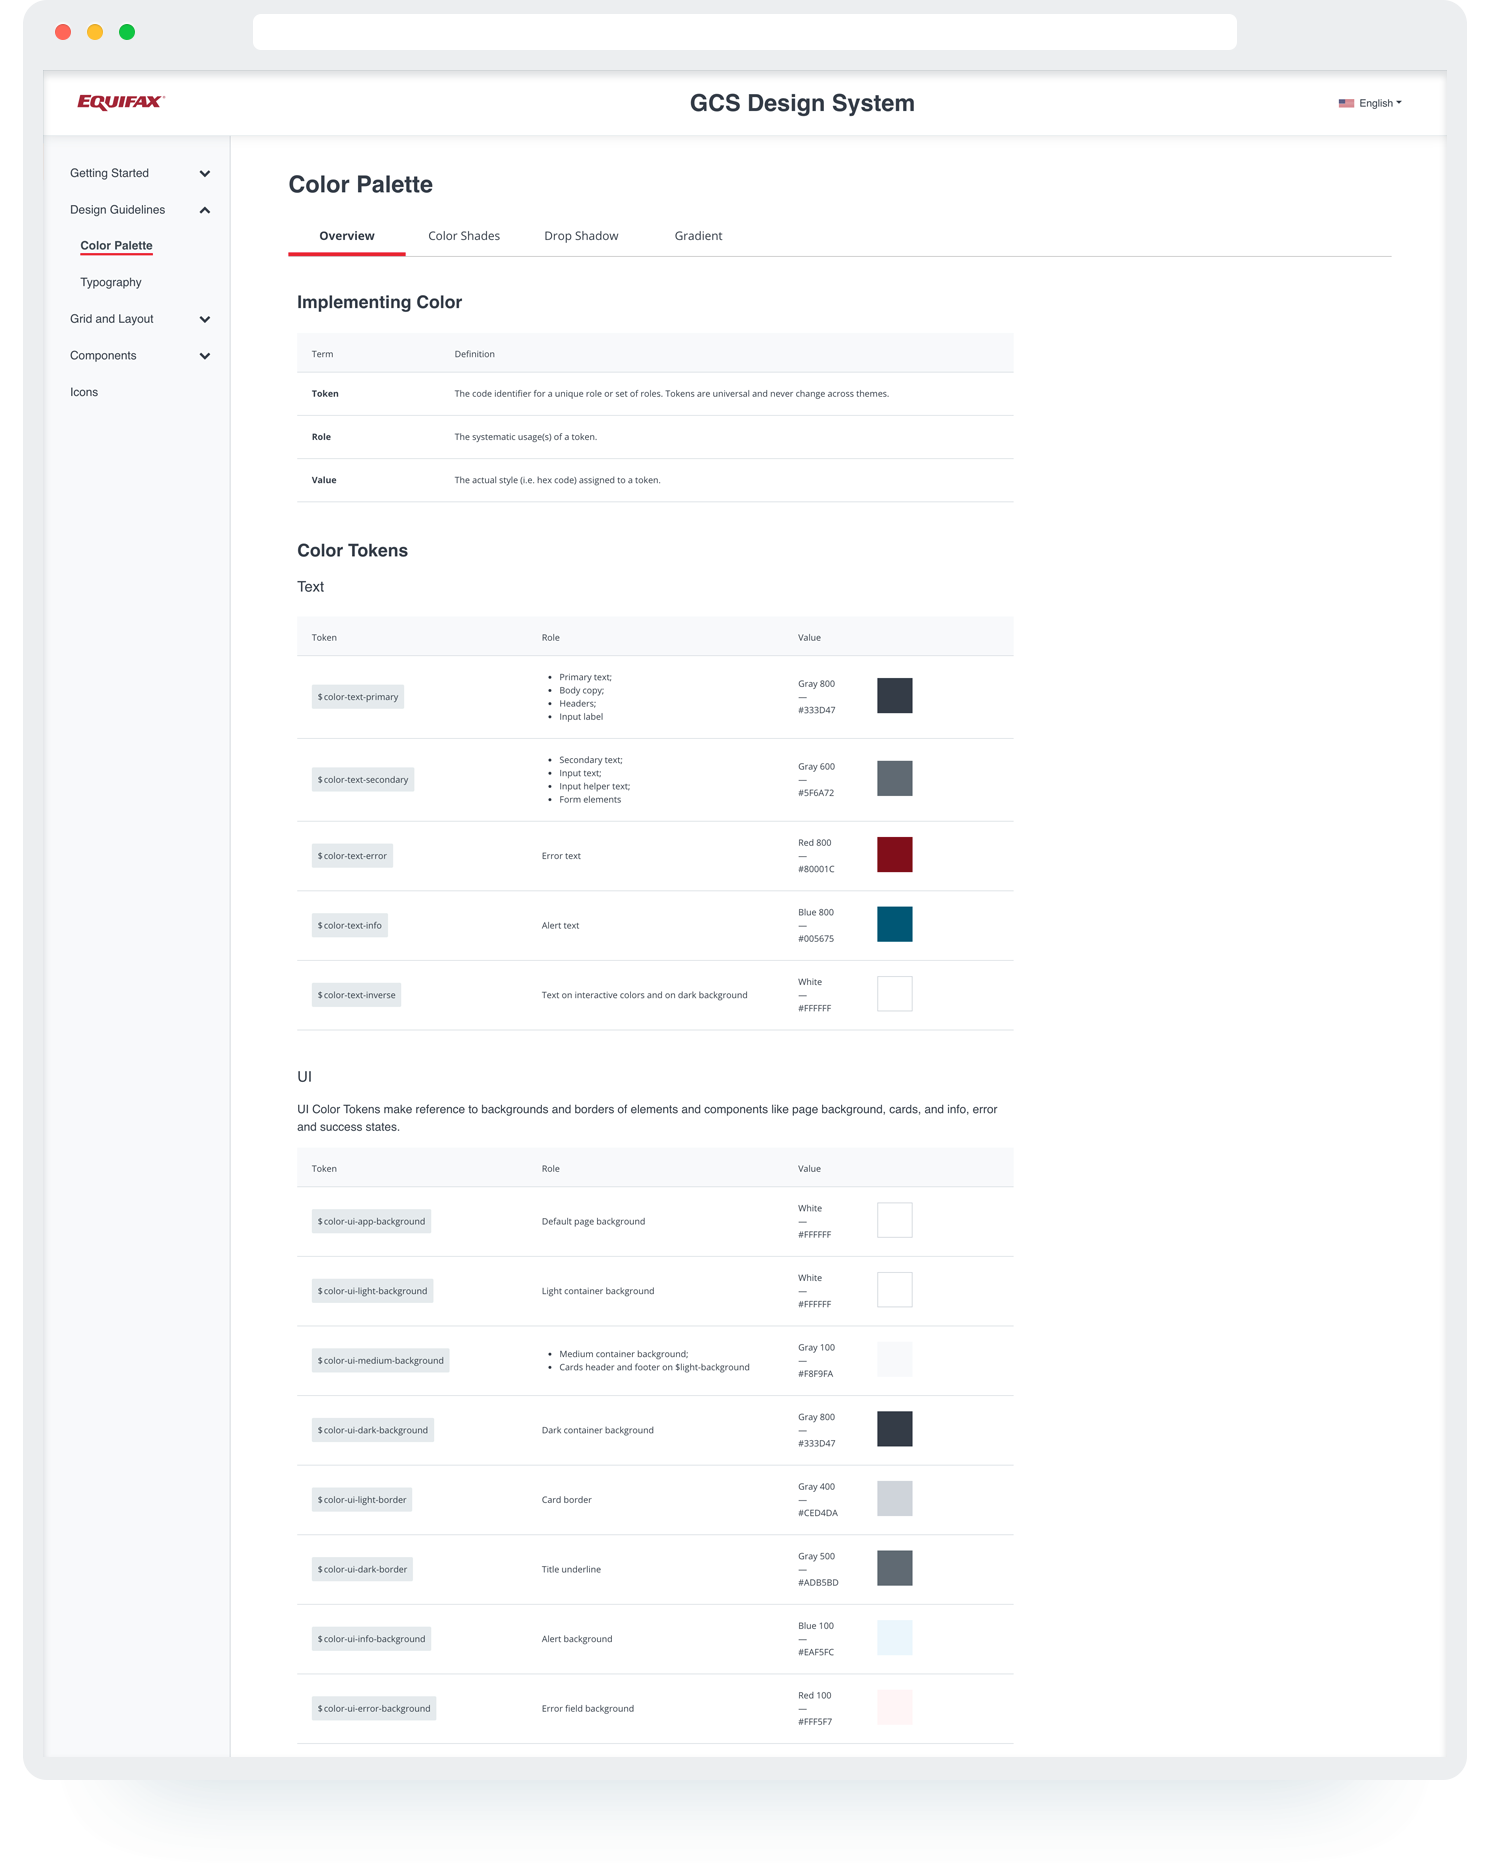 EQUIFAX
GCS Design System
English
Getting Started
Design Guidelines
Color Palette
Typography
Grid and Layout
Components
Icons
Color Palette
Overview
Color Shades
Drop Shadow
Gradient
Implementing Color
Term
Definition
Token
The code identifier for a unique role or set of roles. Tokens are universal and never change across themes.
Role
The systematic usage(s) of a token.
Value
The actual style (i.e. hex code) assigned to a token.
Color Tokens
Text
Token
Role
Value
$color-text-primary
• Primary text;
• Body copy;
• Headers;
• Input label
Gray 800
—
#333D47
$color-text-secondary
• Secondary text;
• Input text;
• Input helper text;
• Form elements
Gray 600
—
#5F6A72
$color-text-error
Error text
Red 800
—
#80001C
$color-text-info
Alert text
Blue 800
—
#005675
$color-text-inverse
Text on interactive colors and on dark background
White
—
#FFFFFF
UI
UI Color Tokens make reference to backgrounds and borders of elements and components like page background, cards, and info, error
and success states.
Token
Role
Value
$color-ui-app-background
Default page background
White
—
#FFFFFF
$color-ui-light-background
Light container background
White
—
#FFFFFF
$color-ui-medium-background
• Medium container background;
• Cards header and footer on $light-background
Gray 100
—
#F8F9FA
$color-ui-dark-background
Dark container background
Gray 800
—
#333D47
$color-ui-light-border
Card border
Gray 400
—
#CED4DA
$color-ui-dark-border
Title underline
Gray 500
—
#ADB5BD
$color-ui-info-background
Alert background
Blue 100
—
#EAF5FC
$color-ui-error-background
Error field background
Red 100
—
#FFF5F7